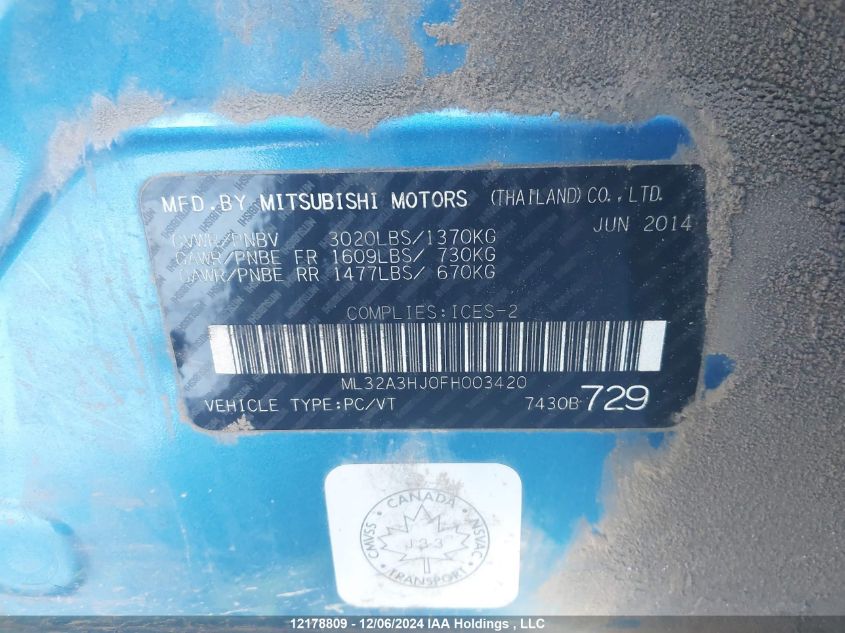 MFD.BY MITSUBISHI MOTORS (THAILAND) CO.,LTD.
JUN 2014
GVWR/PNBV 3020LBS/1370KG
GAWR/PNBE FR 1609LBS/ 730KG
GAWR/PNBE RR 1477LBS/ 670KG
COMPLIES:ICES-2
ML32A3HJ0FH003420
VEHICLE TYPE:PC/VT 7430B-729
CANADA
CMVSS NSVAC
J33
TRANSPORT
12178809 - 12/06/2024 IAA Holdings , LLC